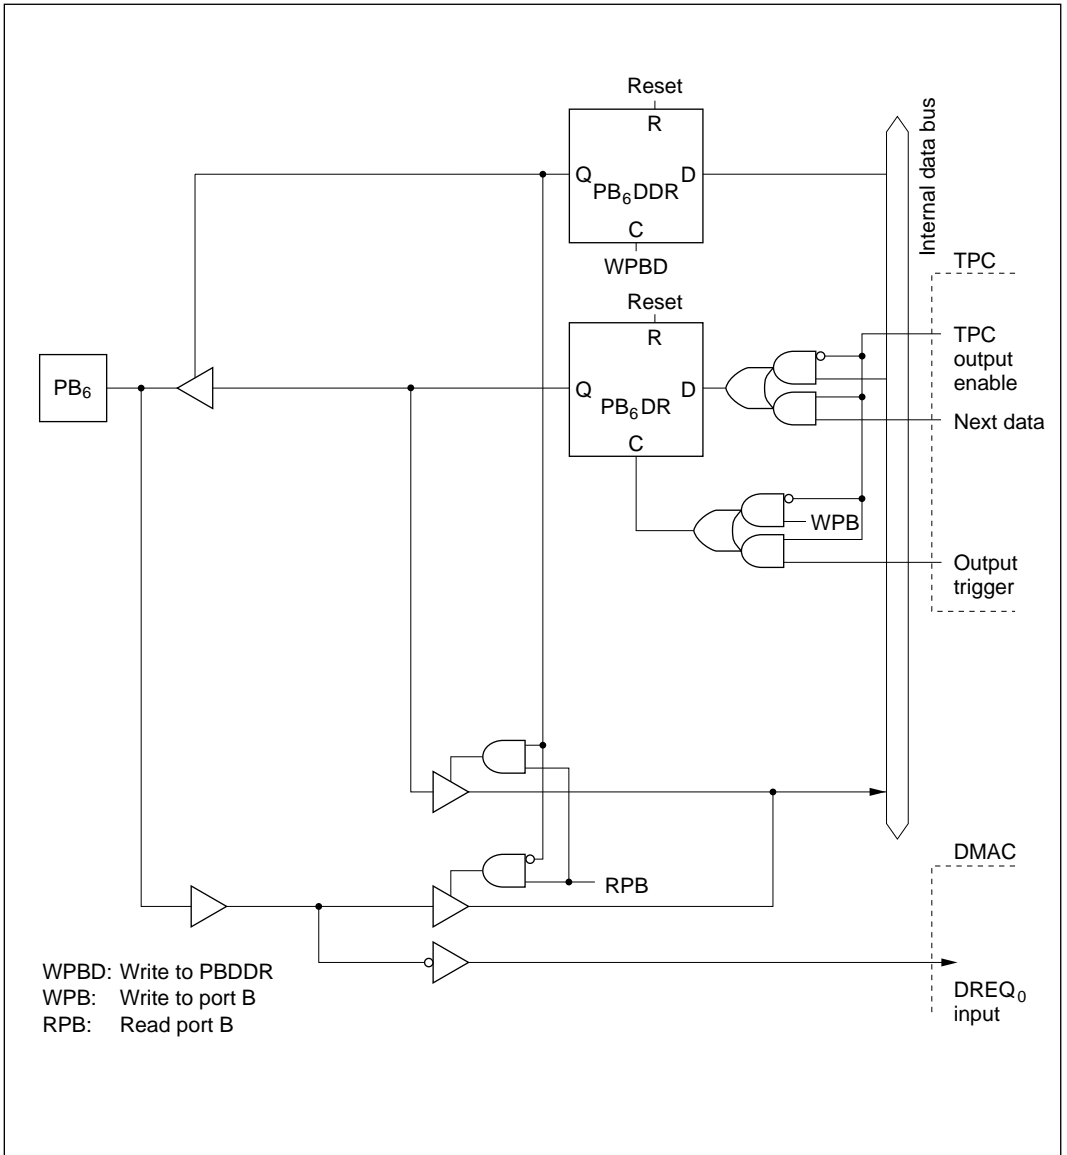 Reset
R
Q
D
PB6DDR
C
WPBD
Internal data bus
TPC
Reset
R
TPC
output
enable
PB6
Q
D
PB6DR
Next data
C
WPB
Output
trigger
DMAC
RPB
WPBD: Write to PBDDR
WPB: Write to port B
RPB: Read port B
DREQ0
input